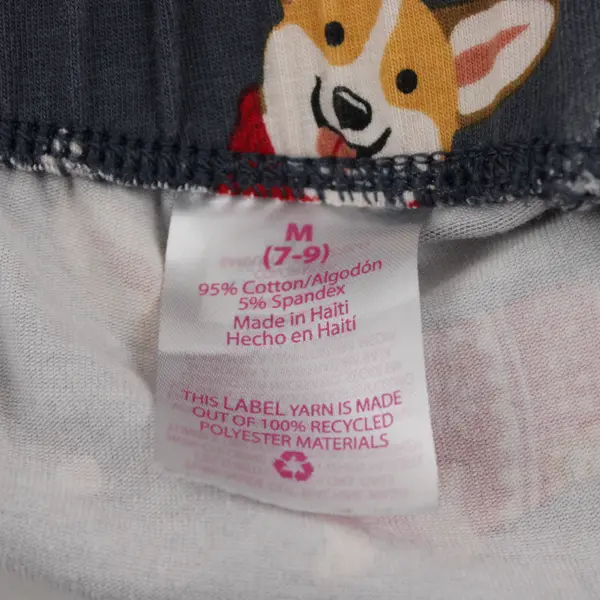 M
(7-9)
95% Cotton/Algodón
5% Spandex
Made in Haiti
Hecho en Haití
THIS LABEL YARN IS MADE
OUT OF 100% RECYCLED
POLYESTER MATERIALS